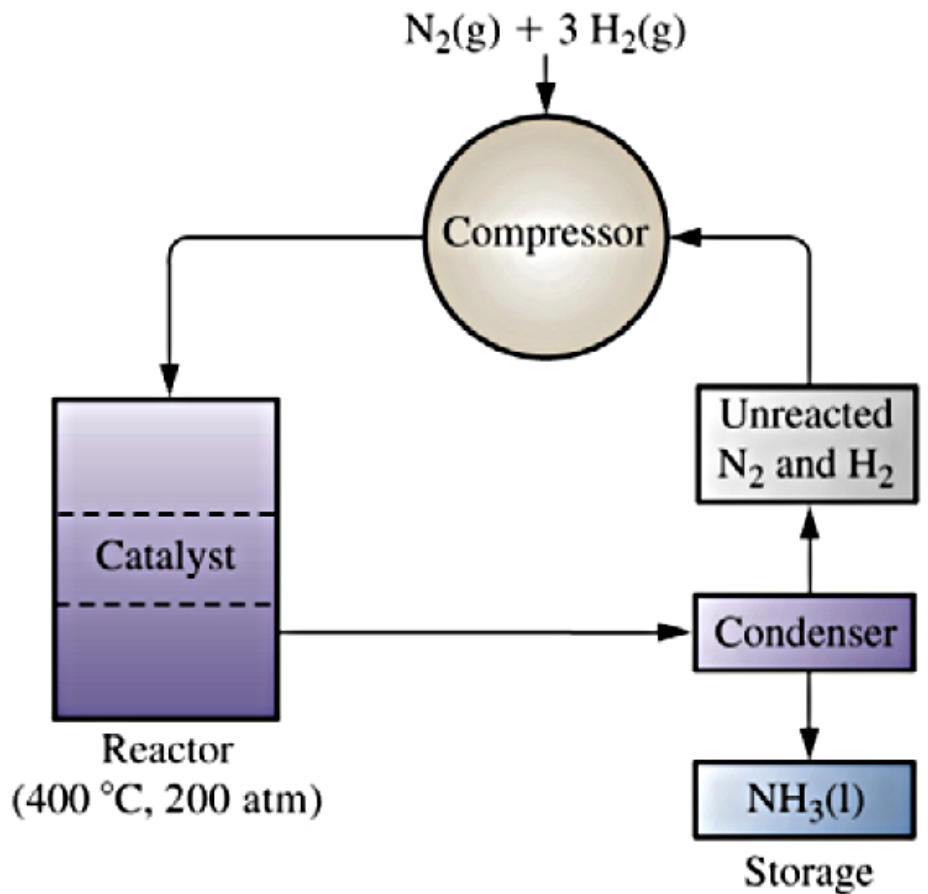 N₂(g) + 3 H₂(g)
Compressor
Unreacted
N₂ and H₂
Catalyst
Condenser
Reactor
(400 °C, 200 atm)
NH₃(l)
Storage